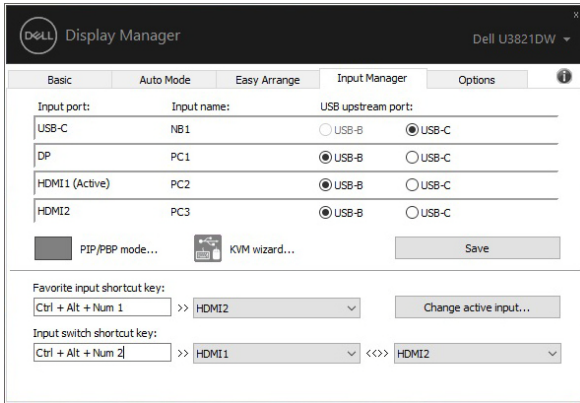 DELL Display Manager
Dell U3821DW
x
Basic Auto Mode Easy Arrange Input Manager Options i
Input port: Input name: USB upstream port:
USB-C NB1 USB-B USB-C
DP PC1 USB-B USB-C
HDMI1 (Active) PC2 USB-B USB-C
HDMI2 PC3 USB-B USB-C
PIP/PBP mode... KVM wizard... Save
Favorite input shortcut key:
Ctrl + Alt + Num 1 >> HDMI2 Change active input...
Input switch shortcut key:
Ctrl + Alt + Num 2 >> HDMI1 <<>> HDMI2